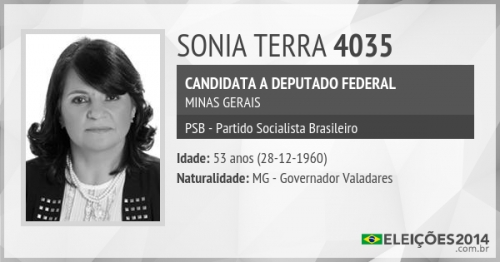 SONIA TERRA 4035
CANDIDATA A DEPUTADO FEDERAL
MINAS GERAIS
PSB - Partido Socialista Brasileiro
Idade: 53 anos (28-12-1960)
Naturalidade: MG - Governador Valadares
ELEIÇÕES2014
.com.br